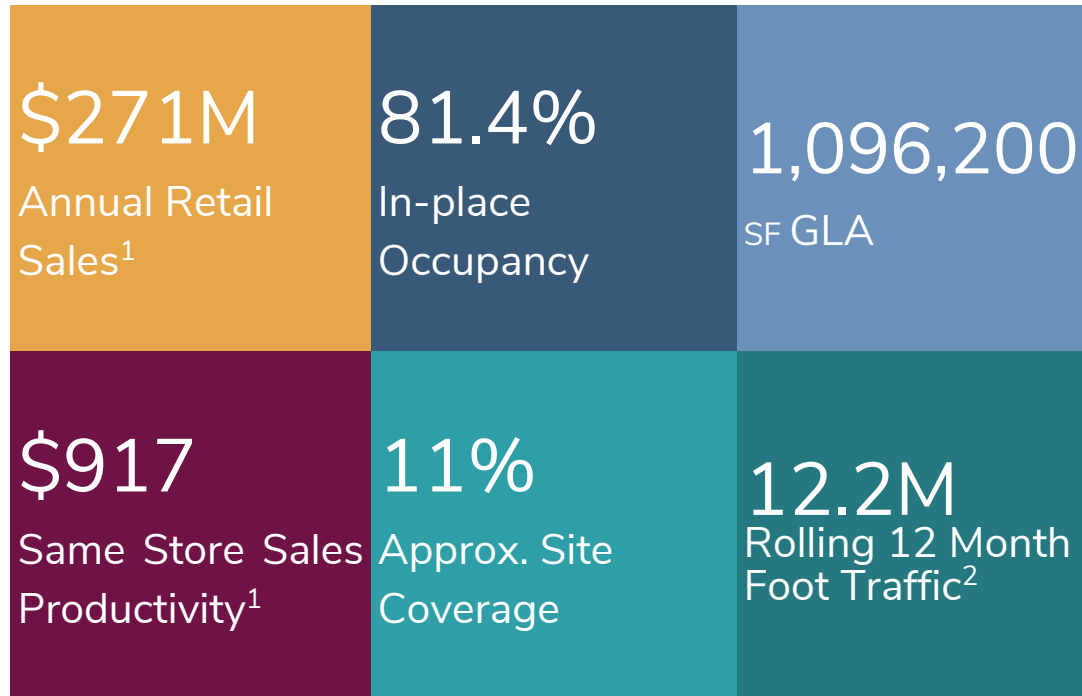 $271M
Annual Retail
Sales¹
81.4%
In-place
Occupancy
1,096,200
SF GLA
$917
Same Store Sales
Productivity¹
11%
Approx. Site
Coverage
12.2M
Rolling 12 Month
Foot Traffic²